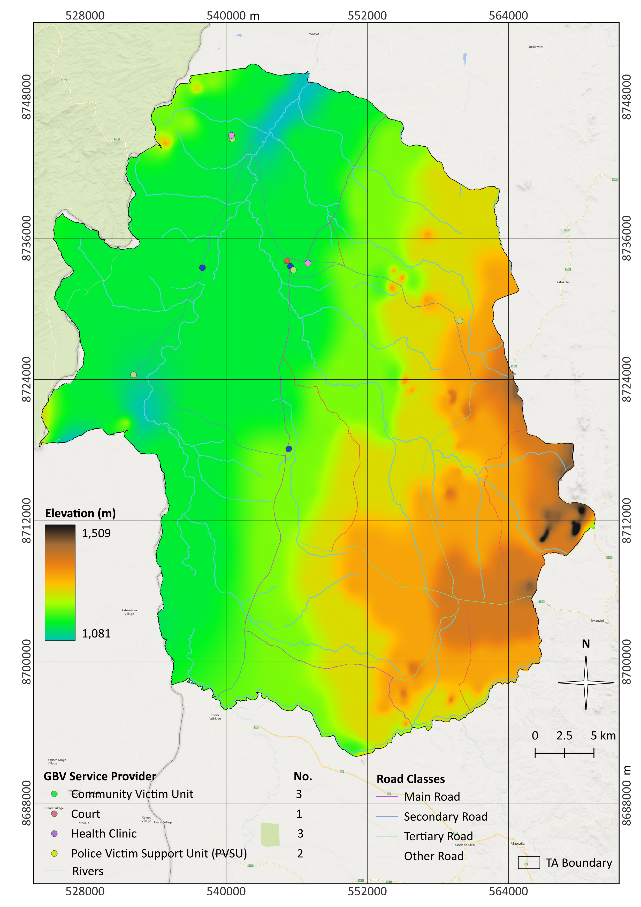 528000 540000 m 552000 564000
8748000 8748000
8736000 8736000
8724000 8724000
8712000 8712000
Elevation (m)
1,509
1,081
8700000 8700000
N
0 2.5 5 km
GBV Service Provider No.
Community Victim Unit 3
Court 1
Health Clinic 3
Police Victim Support Unit (PVSU) 2
Rivers
Road Classes
Main Road
Secondary Road
Tertiary Road
Other Road
TA Boundary
8688000 8688000 m
528000 540000 552000 564000